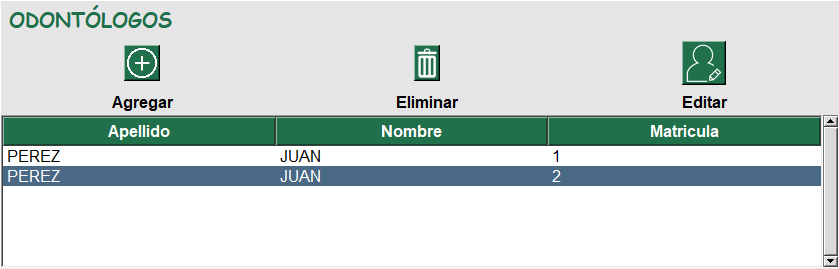 ODONTÓLOGOS
Agregar Eliminar Editar
Apellido Nombre Matricula
PEREZ JUAN 1
PEREZ JUAN 2